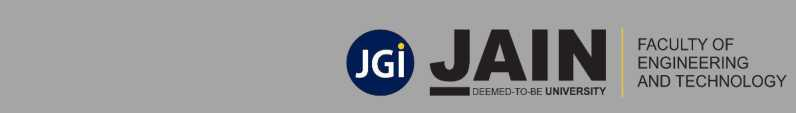 JGi
JAIN
DEEMED-TO-BE UNIVERSITY
FACULTY OF
ENGINEERING
AND TECHNOLOGY